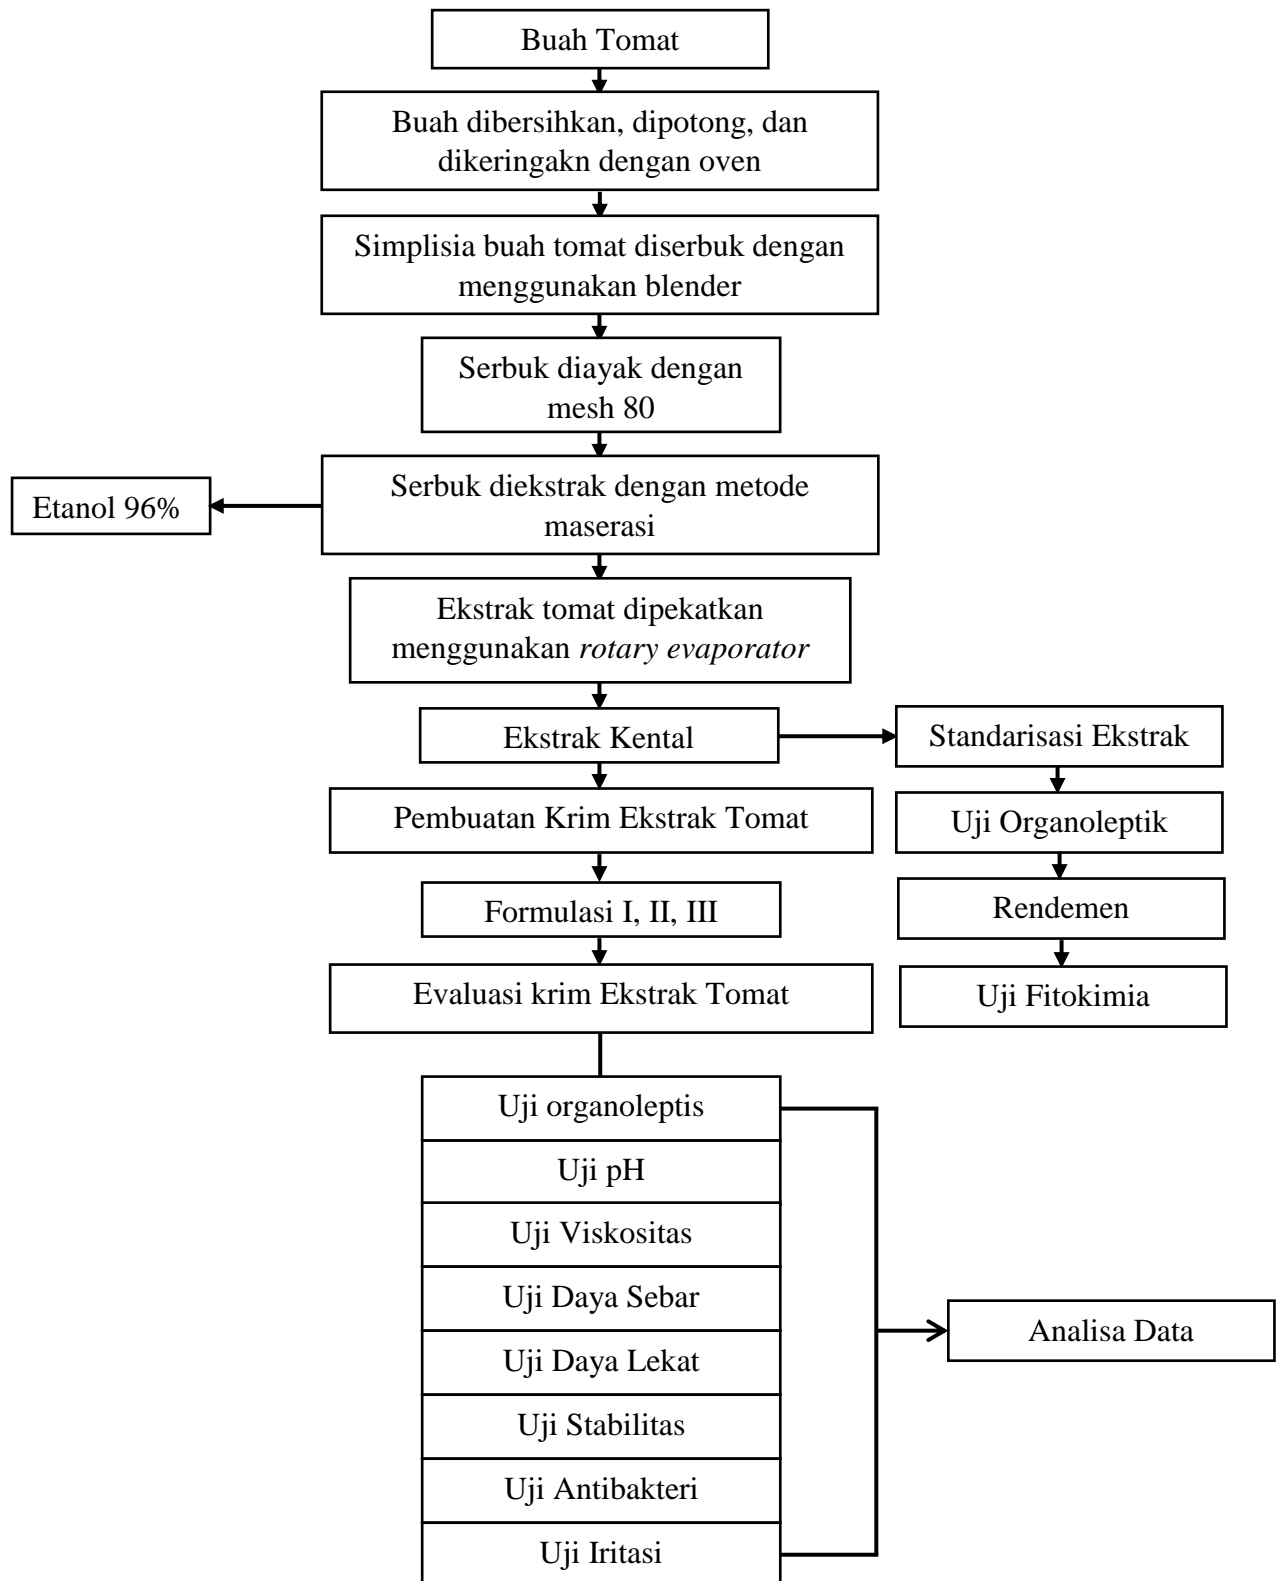 Buah Tomat
Buah dibersihkan, dipotong, dan
dikeringakn dengan oven
Simplisia buah tomat diserbuk dengan
menggunakan blender
Serbuk diayak dengan
mesh 80
Serbuk diekstrak dengan metode
maserasi
Etanol 96%
Ekstrak tomat dipekatkan
menggunakan rotary evaporator
Ekstrak Kental
Standarisasi Ekstrak
Uji Organoleptik
Rendemen
Uji Fitokimia
Pembuatan Krim Ekstrak Tomat
Formulasi I, II, III
Evaluasi krim Ekstrak Tomat
Uji organoleptis
Uji pH
Uji Viskositas
Uji Daya Sebar
Uji Daya Lekat
Uji Stabilitas
Uji Antibakteri
Uji Iritasi
Analisa Data